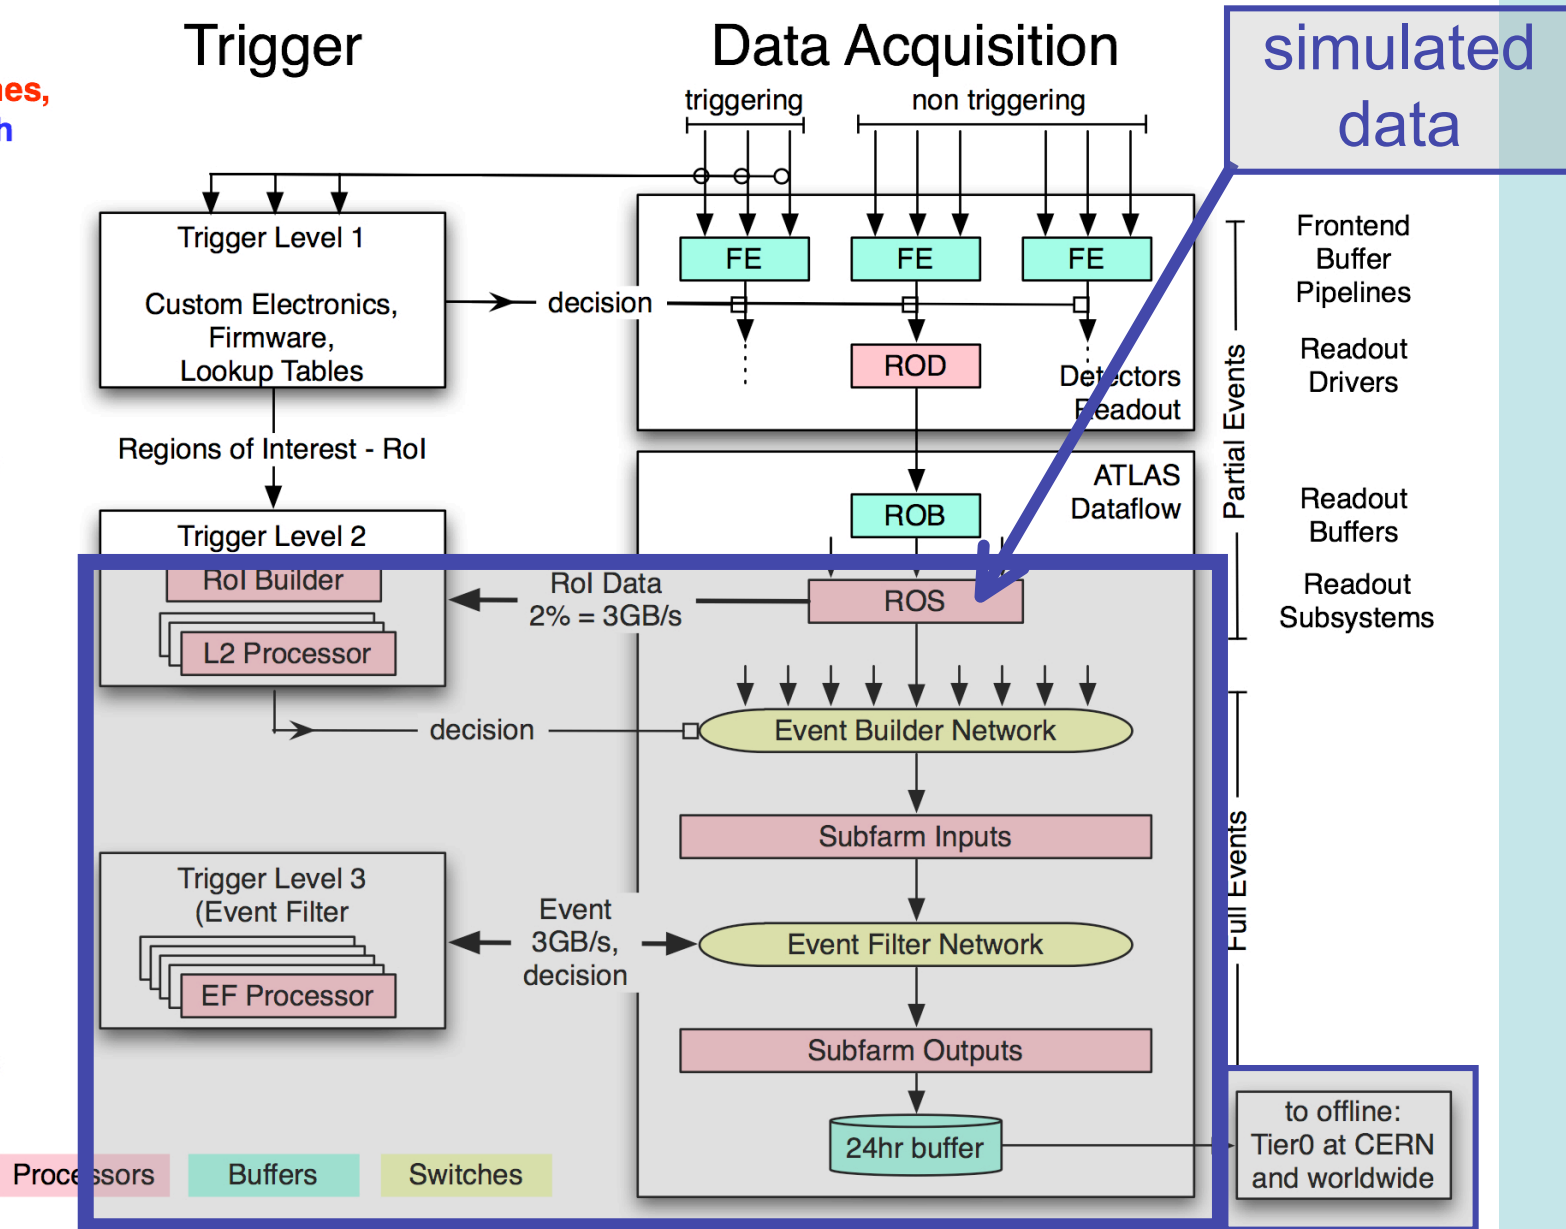 Trigger
Data Acquisition
simulated
data
triggering
non triggering
Trigger Level 1
Custom Electronics,
Firmware,
Lookup Tables
decision
FE
FE
FE
ROD
Detectors
Readout
Frontend
Buffer
Pipelines
Readout
Drivers
Partial Events
Regions of Interest - RoI
ATLAS
Dataflow
ROB
Readout
Buffers
Readout
Subsystems
Trigger Level 2
RoI Builder
L2 Processor
RoI Data
2% = 3GB/s
ROS
decision
Event Builder Network
Subfarm Inputs
Full Events
Trigger Level 3
(Event Filter
EF Processor
Event
3GB/s,
decision
Event Filter Network
Subfarm Outputs
24hr buffer
to offline:
Tier0 at CERN
and worldwide
Processors
Buffers
Switches